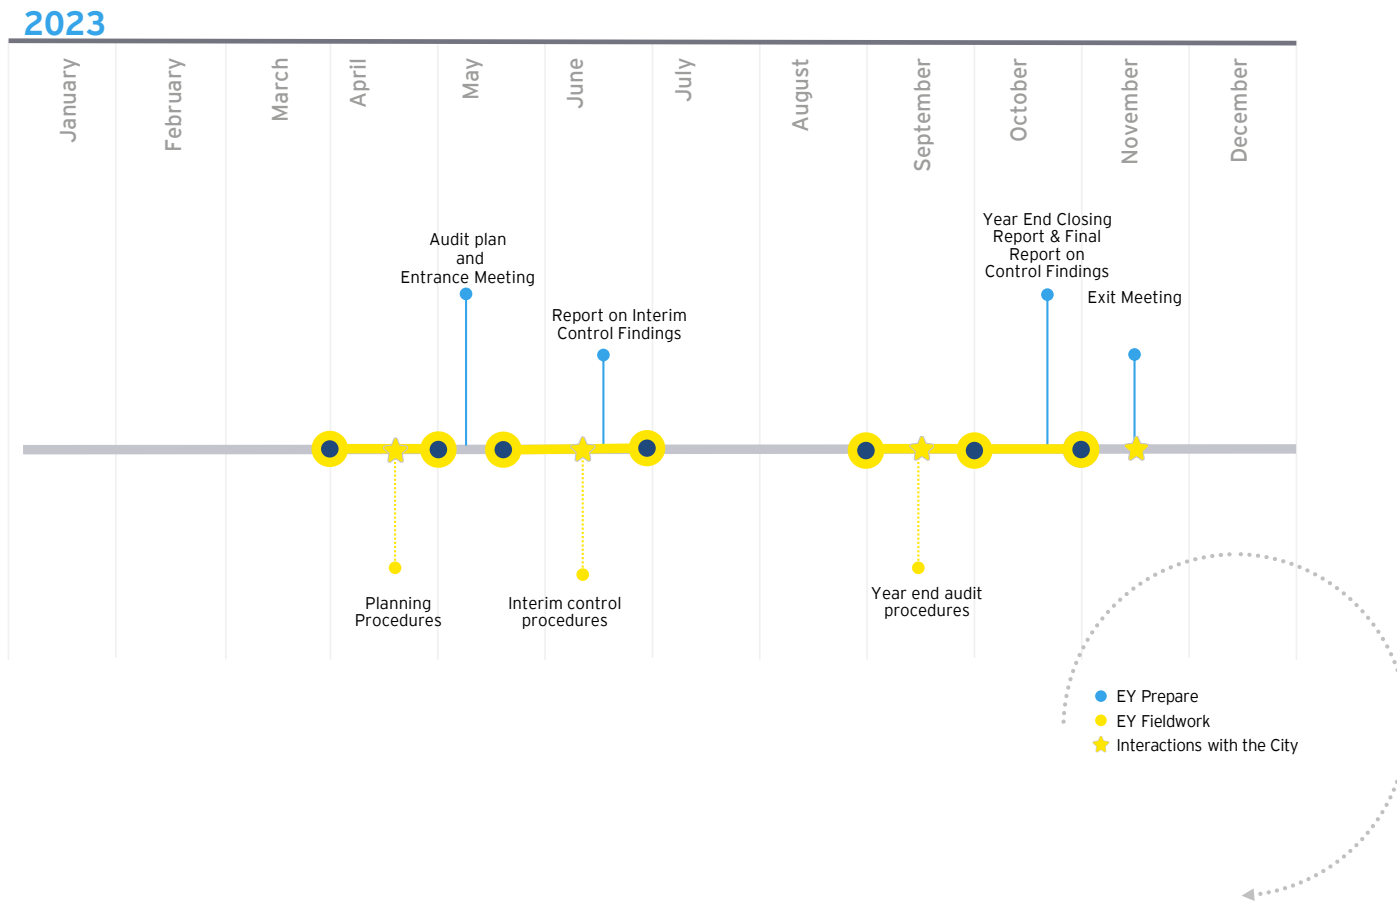 2023
January
February
March
April
May
June
July
August
September
October
November
December
Audit plan
and
Entrance Meeting
Report on Interim
Control Findings
Year End Closing
Report & Final
Report on
Control Findings
Exit Meeting
Planning
Procedures
Interim control
procedures
Year end audit
procedures
EY Prepare
EY Fieldwork
Interactions with the City